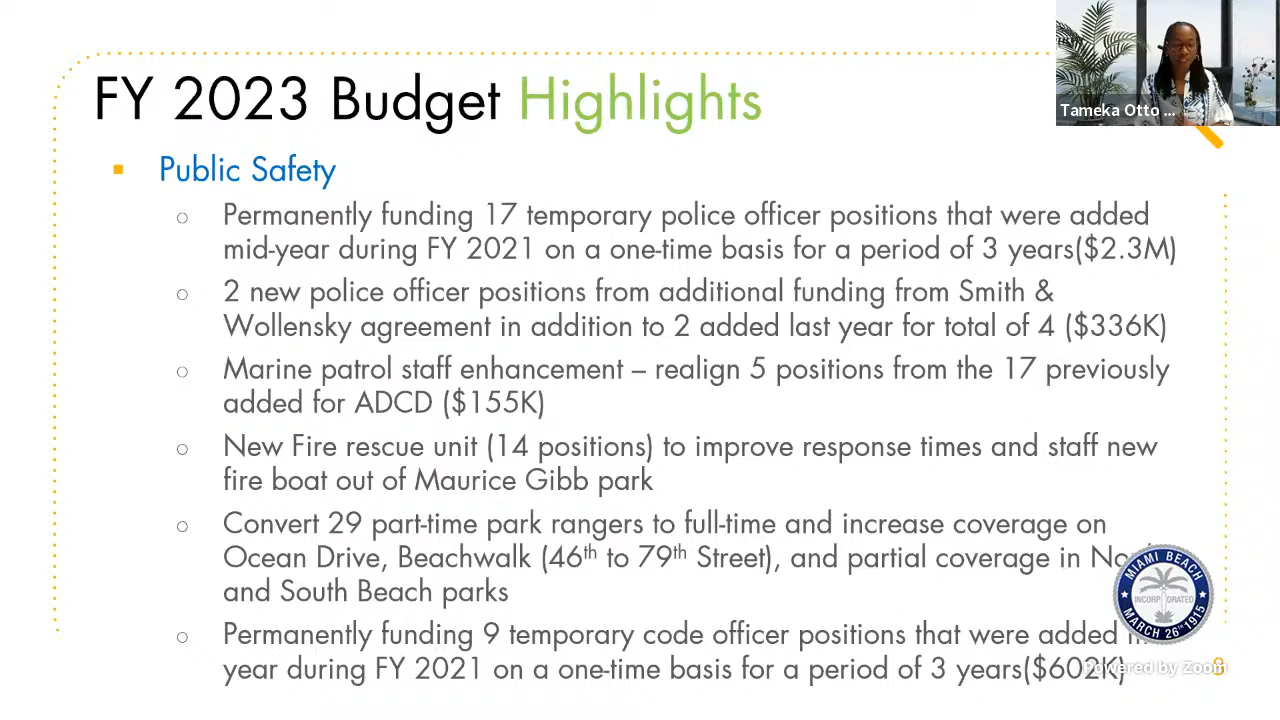 Tameka Otto ...
FY 2023 Budget Highlights
Public Safety
Permanently funding 17 temporary police officer positions that were added
mid-year during FY 2021 on a one-time basis for a period of 3 years($2.3M)
2 new police officer positions from additional funding from Smith &
Wollensky agreement in addition to 2 added last year for total of 4 ($336K)
Marine patrol staff enhancement – realign 5 positions from the 17 previously
added for ADCD ($155K)
New Fire rescue unit (14 positions) to improve response times and staff new
fire boat out of Maurice Gibb park
Convert 29 part-time park rangers to full-time and increase coverage on
Ocean Drive, Beachwalk (46th to 79th Street), and partial coverage in
and South Beach parks
Permanently funding 9 temporary code officer positions that were added
year during FY 2021 on a one-time basis for a period of 3 years($602K)
MIAMI BEACH
INCORPORATED
MARCH 26TH 1915
Powered by Zoom
8